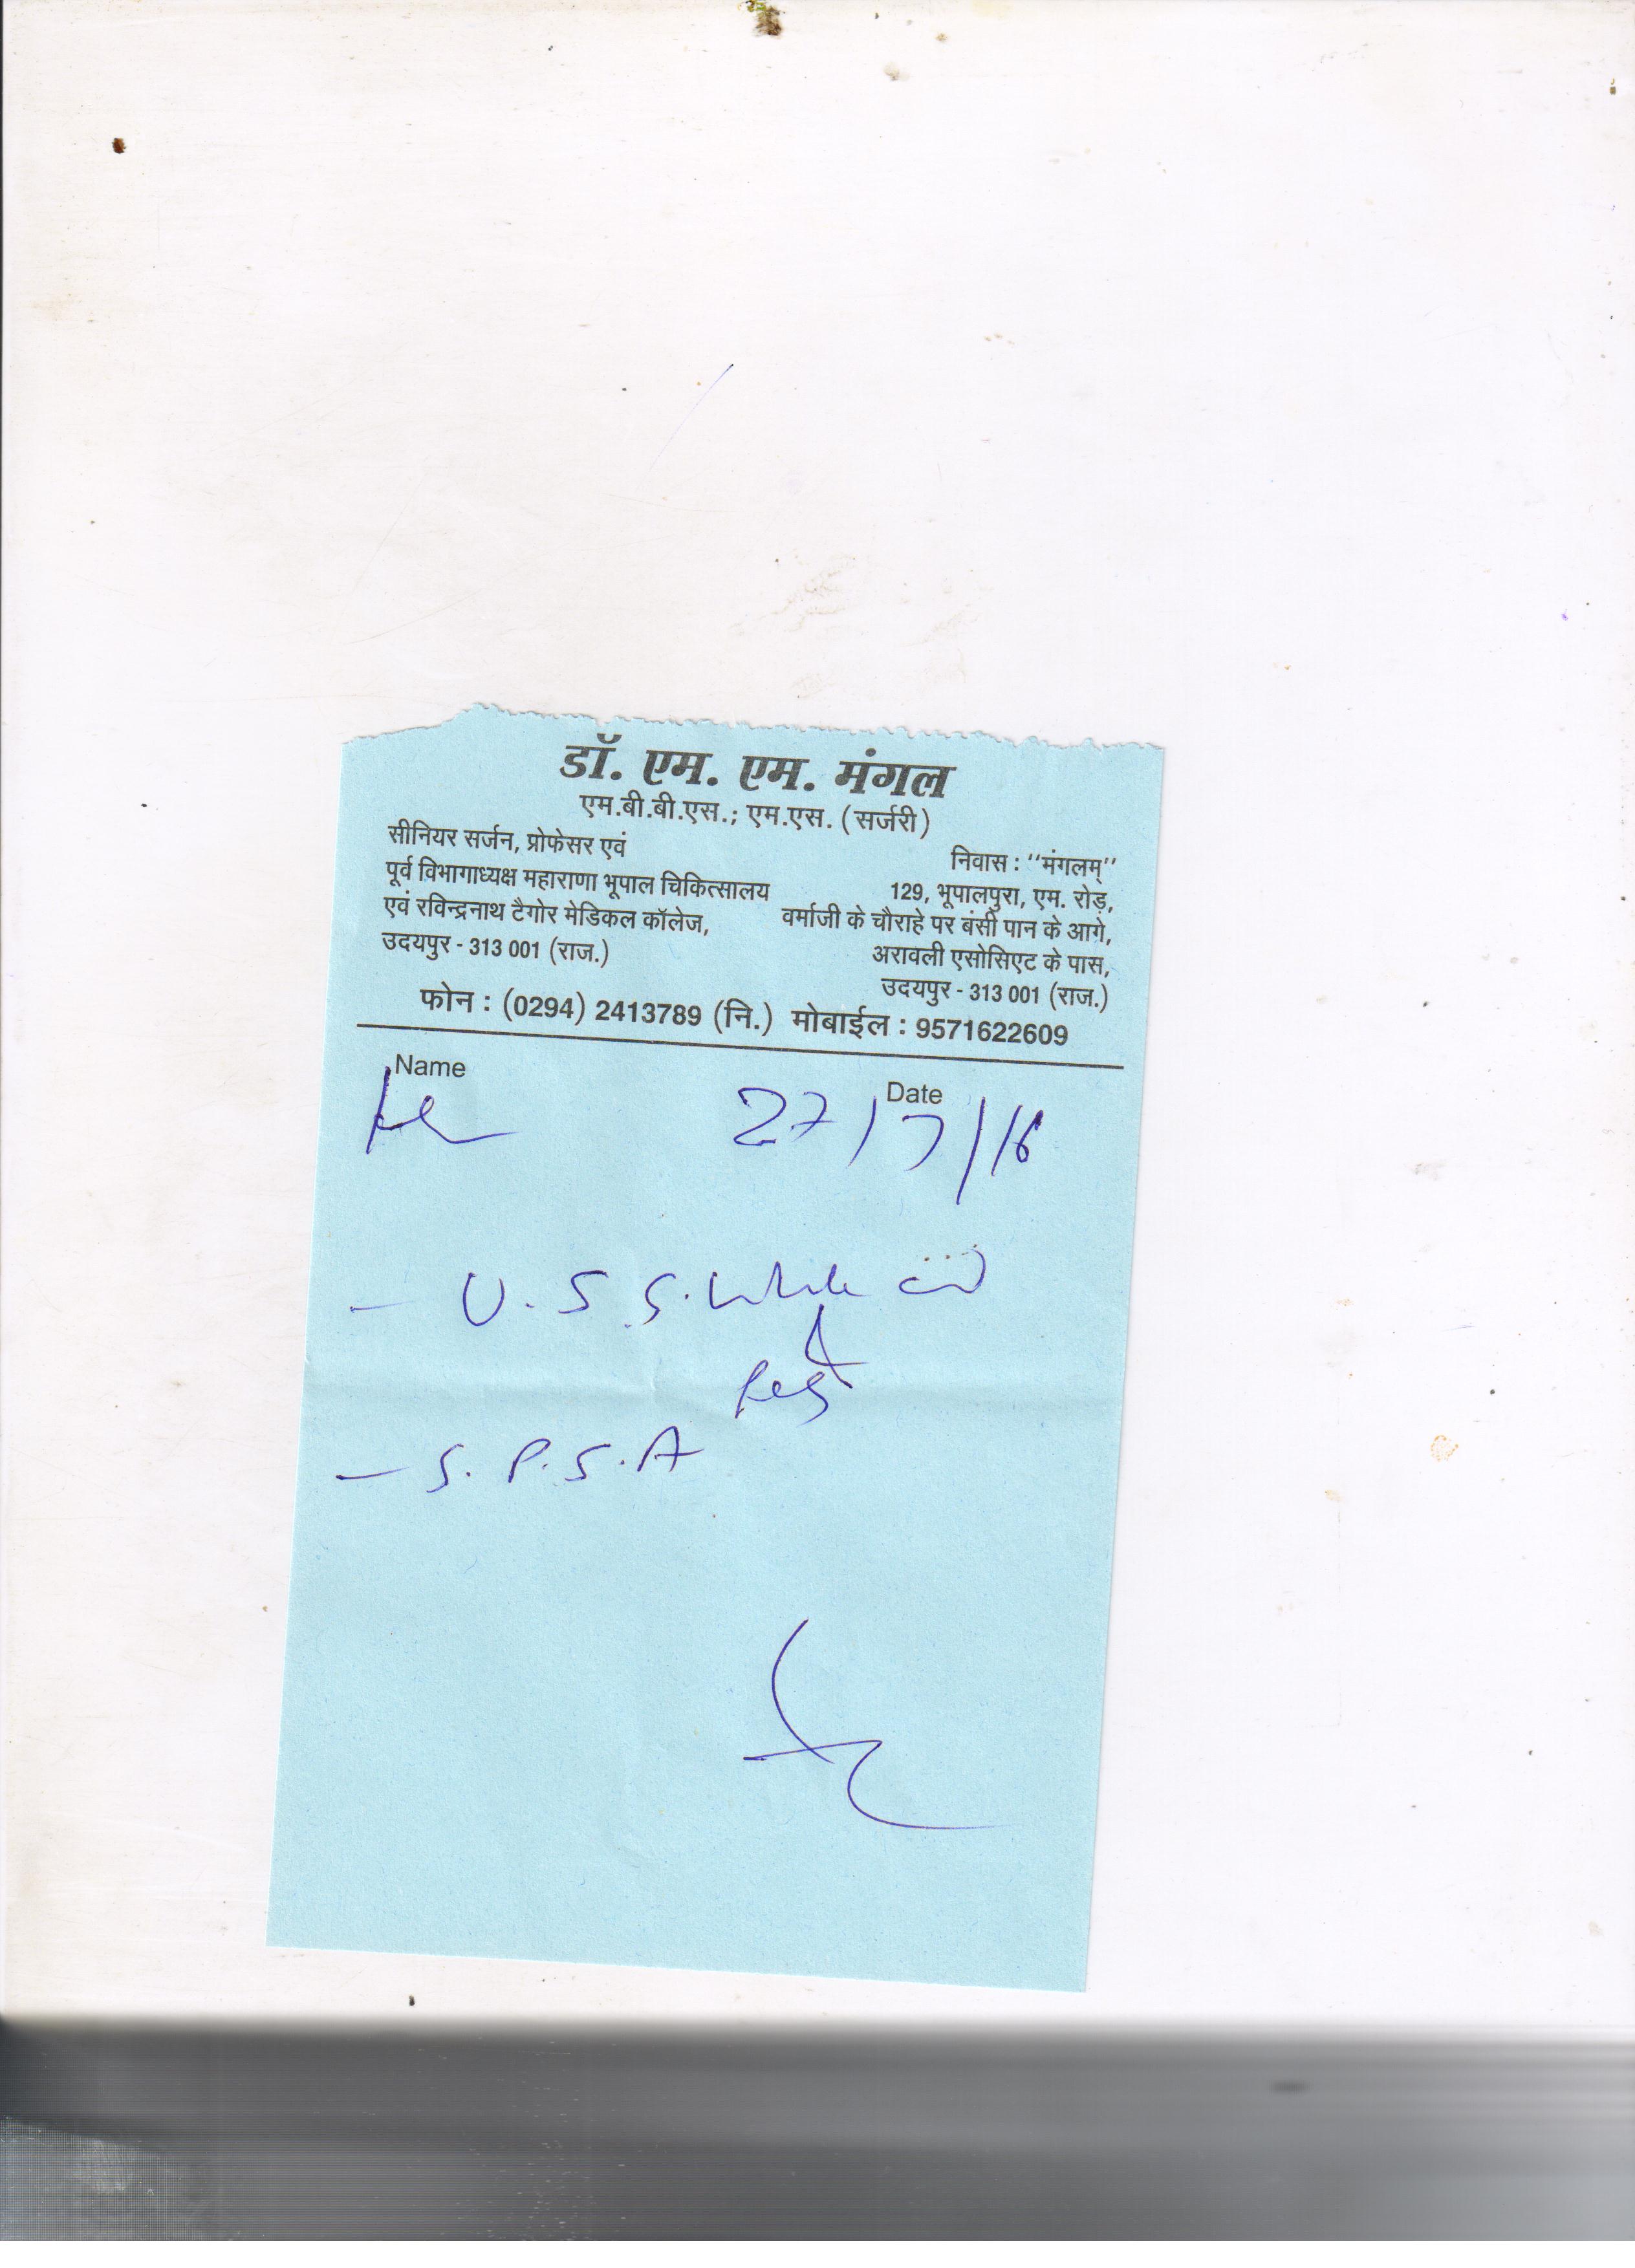 डॉ. एम. एम. मंगल
एम.बी.बी.एस.; एम.एस. (सर्जरी)
सीनियर सर्जन, प्रोफेसर एवं
पूर्व विभागाध्यक्ष महाराणा भूपाल चिकित्सालय
एवं रविन्द्रनाथ टैगोर मेडिकल कॉलेज,
उदयपुर - 313 001 (राज.)
निवास : ''मंगलम्''
129, भूपालपुरा, एम. रोड़,
वर्माजी के चौराहे पर बंसी पान के आगे,
अरावली एसोसिएट के पास,
उदयपुर - 313 001 (राज.)
फोन : (0294) 2413789 (नि.) मोबाईल : 9571622609
Name
Date
27/7/16
- U. S S.
- S. P. S. A